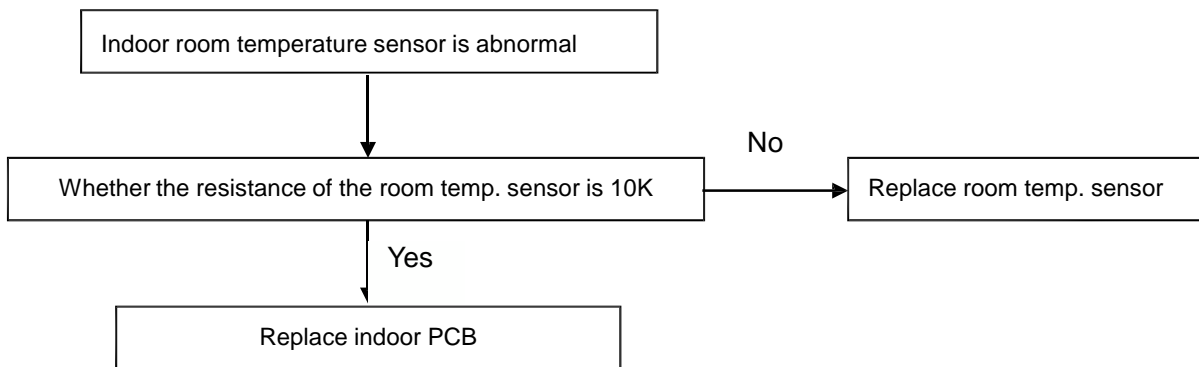 Indoor room temperature sensor is abnormal
No
Whether the resistance of the room temp. sensor is 10K
Replace room temp. sensor
Yes
Replace indoor PCB